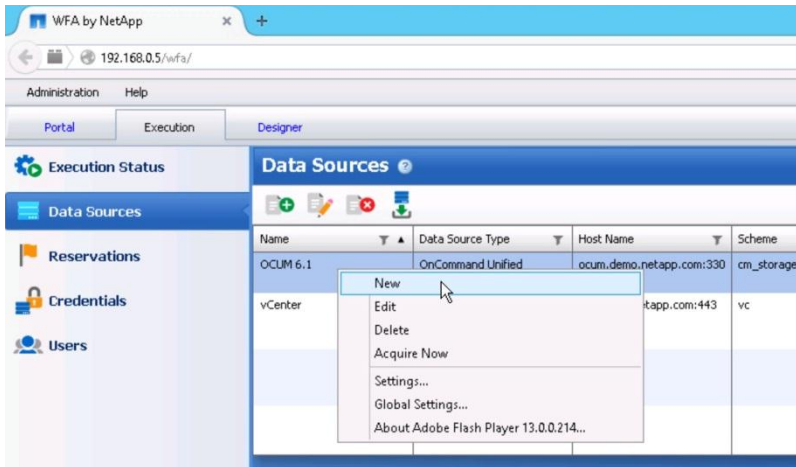 WFA by NetApp
192.168.0.5/wfa/
Administration Help
Portal Execution Designer
Execution Status
Data Sources
Reservations
Credentials
Users
Data Sources
Name Data Source Type Host Name Scheme
OCUM 6.1 OnCommand Unified ocum.demo.netapp.com:330 cm_storage
vCenter tapp.com:443 vc
New
Edit
Delete
Acquire Now
Settings...
Global Settings...
About Adobe Flash Player 13.0.0.214...